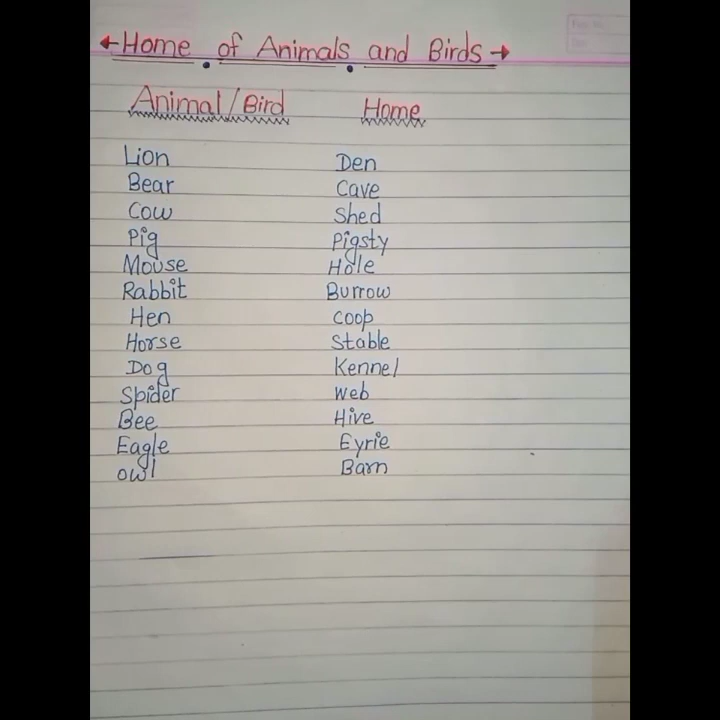 ←Home of Animals and Birds→
Animal/Bird Home
Lion Den
Bear Cave
Cow Shed
Pig Pigsty
Mouse Hole
Rabbit Burrow
Hen Coop
Horse Stable
Dog Kennel
Spider Web
Bee Hive
Eagle Eyrie
owl Barn